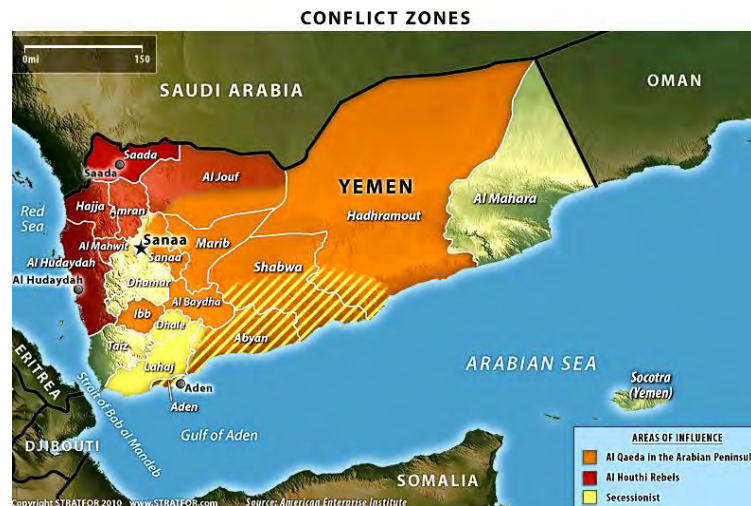 CONFLICT ZONES
0mi 150
SAUDI ARABIA
OMAN
Saada
Saada
Al Jouf
YEMEN
Red
Sea
Hajja
Amran
Hadhramout
Al Mahara
Al Mahwit
Sanaa
Sanaa
Marib
Al Hudaydah
Al Hudaydah
Shabwa
Dhamar
Al Baydha
Ibb
Dhale
Abyan
Taiz
Lahaj
Aden
Aden
ERITREA
Strait of Bab al Mandeb
ARABIAN SEA
Socotra
(Yemen)
Gulf of Aden
DJIBOUTI
SOMALIA
AREAS OF INFLUENCE
Al Qaeda in the Arabian Peninsul
Al Houthi Rebels
Secessionist
Copyright STRATFOR 2010 www.STRATFOR.com Source: American Enterprise Institute